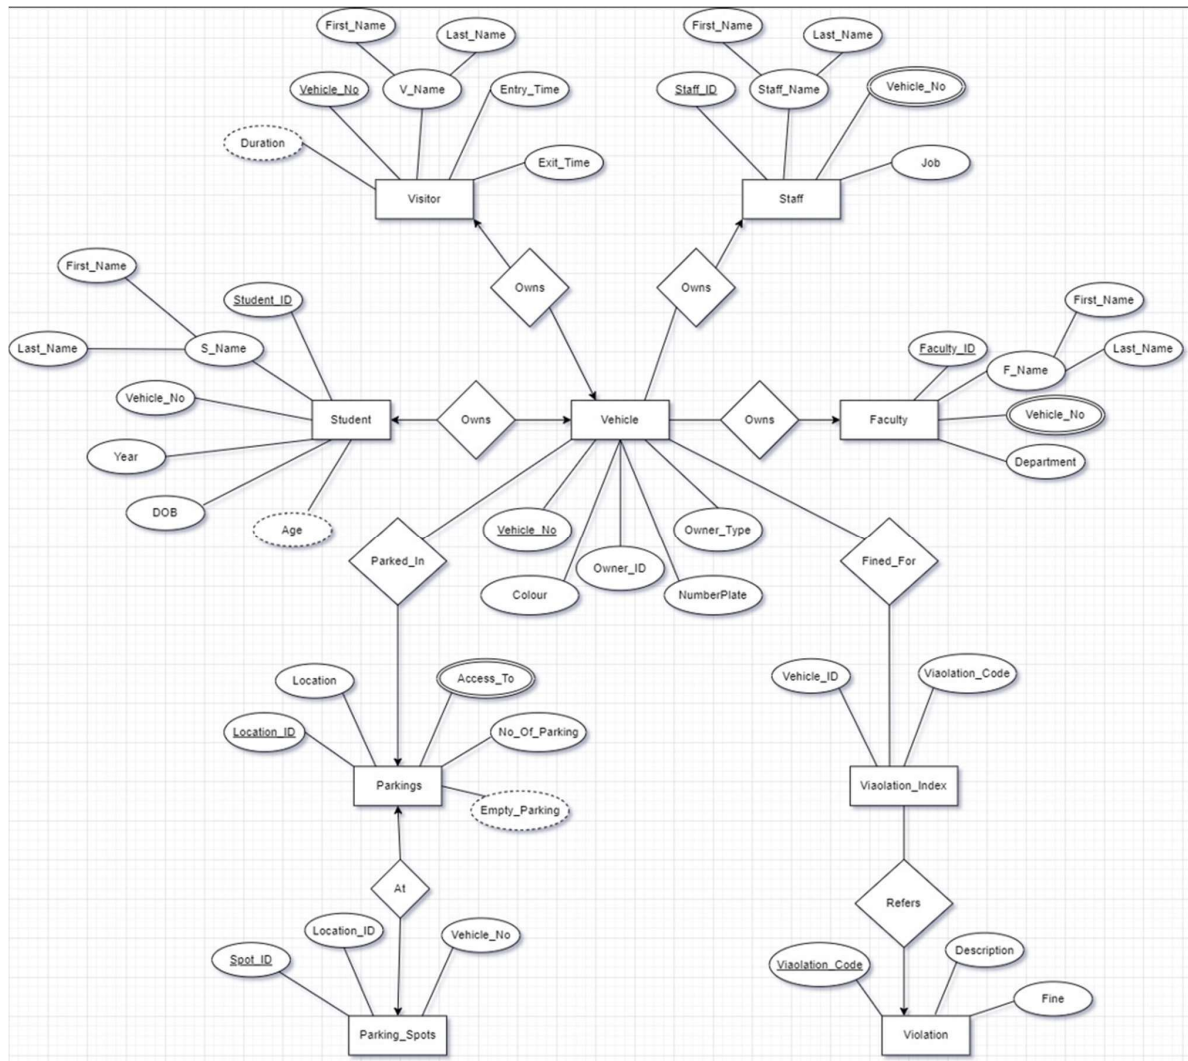 First_Name
Last_Name
Vehicle_No
V_Name
Entry_Time
Duration
Exit_Time
Visitor
First_Name
Last_Name
Staff_ID
Staff_Name
Vehicle_No
Job
Staff
Owns
Owns
First_Name
Student_ID
Last_Name
S_Name
Vehicle_No
Student
Year
DOB
Age
Owns
Vehicle
Owns
First_Name
Faculty_ID
F_Name
Last_Name
Faculty
Vehicle_No
Department
Parked_In
Vehicle_No
Owner_Type
Owner_ID
Colour
NumberPlate
Fined_For
Location
Access_To
Location_ID
No_Of_Parking
Parkings
Empty_Parking
Vehicle_ID
Viaolation_Code
Viaolation_Index
At
Refers
Location_ID
Vehicle_No
Spot_ID
Parking_Spots
Viaolation_Code
Description
Fine
Violation